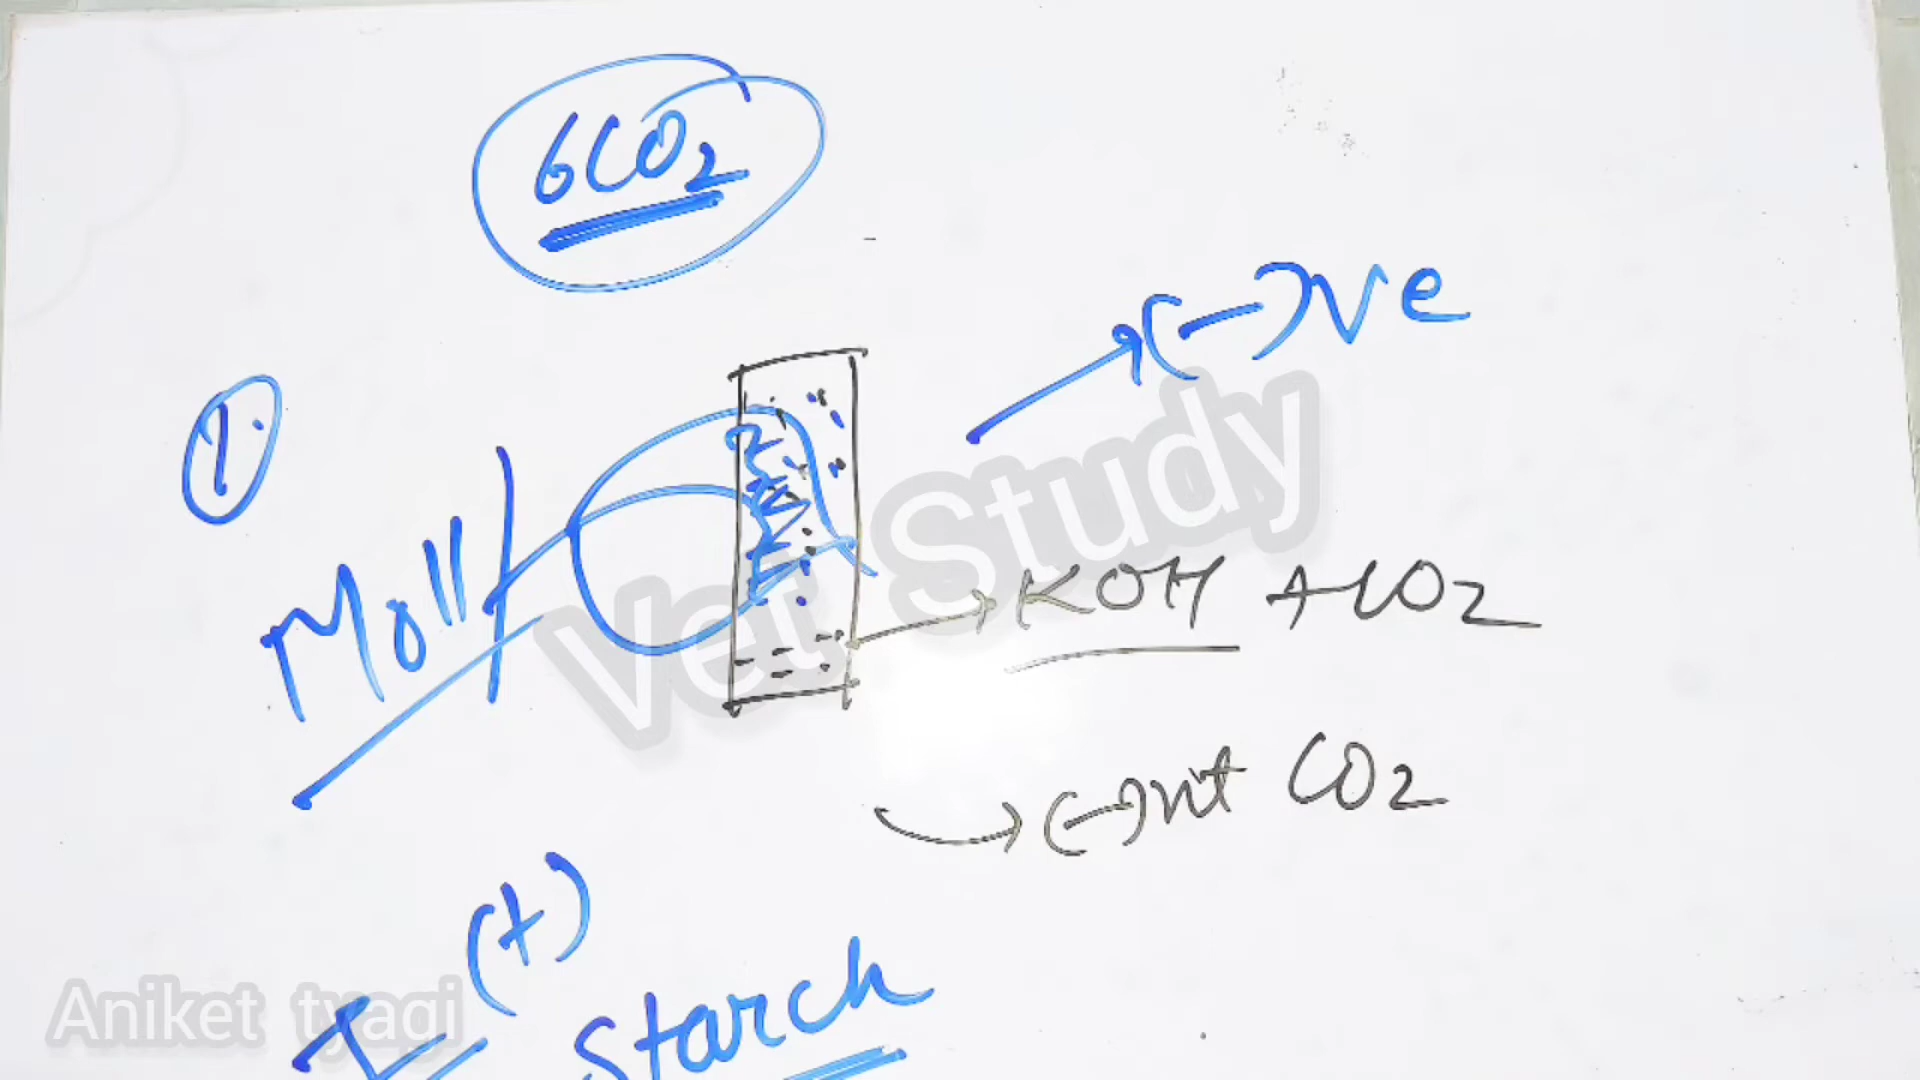 6CO2
(-)ve
1.
Moll
KOH + CO2
(-)nt CO2
(+)
I
Starch
Vet Study
Aniket tyagi